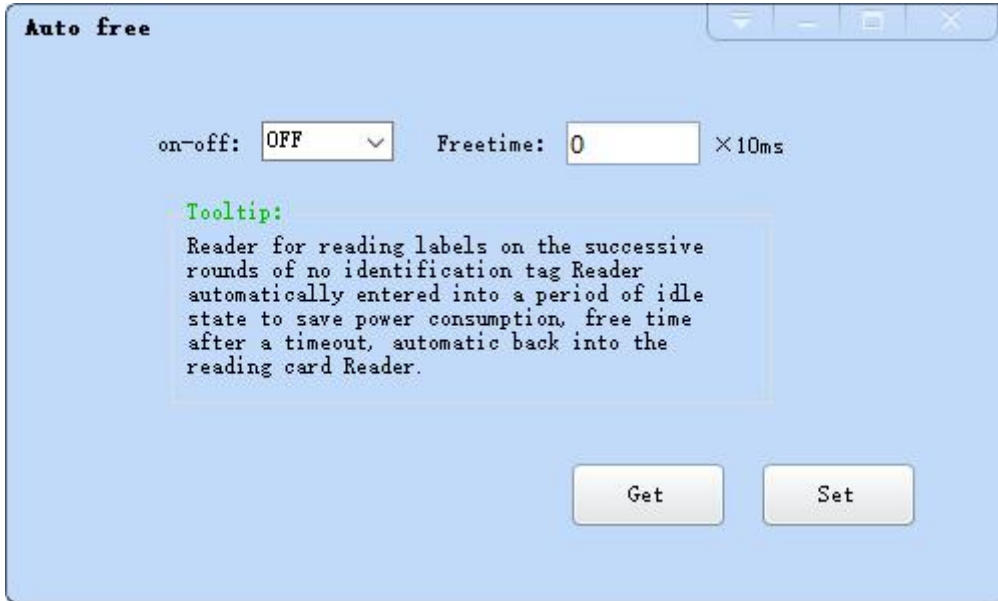 Auto free
on-off: OFF Freetime: 0 ×10ms
Tooltip:
Reader for reading labels on the successive
rounds of no identification tag Reader
automatically entered into a period of idle
state to save power consumption, free time
after a timeout, automatic back into the
reading card Reader.
Get Set